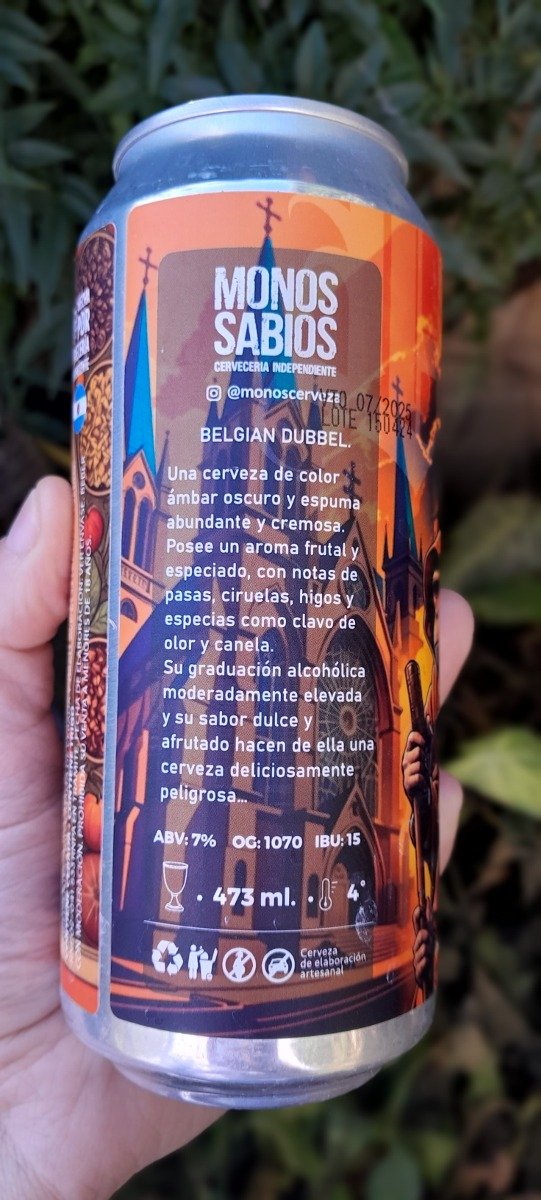 MONOS
SABIOS
CERVECERIA INDEPENDIENTE
@monoscerveza
VTO 07/2025
LOTE 150424
BELGIAN DUBBEL.
Una cerveza de color
ámbar oscuro y espuma
abundante y cremosa.
Posee un aroma frutal y
especiado, con notas de
pasas, ciruelas, higos y
especias como clavo de
olor y canela.
Su graduación alcohólica
moderadamente elevada
y su sabor dulce y
afrutado hacen de ella una
cerveza deliciosamente
peligrosa...
ABV: 7% OG: 1070 IBU: 15
· 473 ml. · 4°
Cerveza
de elaboración
artesanal